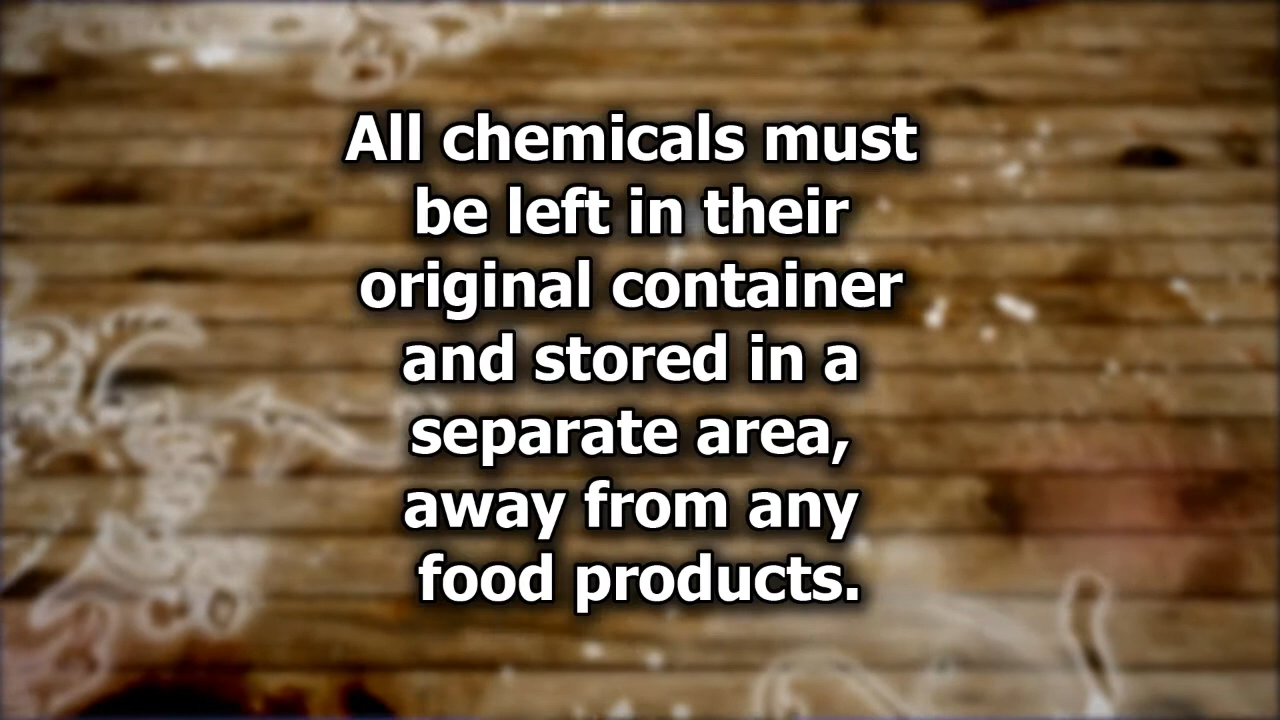 All chemicals must
be left in their
original container
and stored in a
separate area,
away from any
food products.